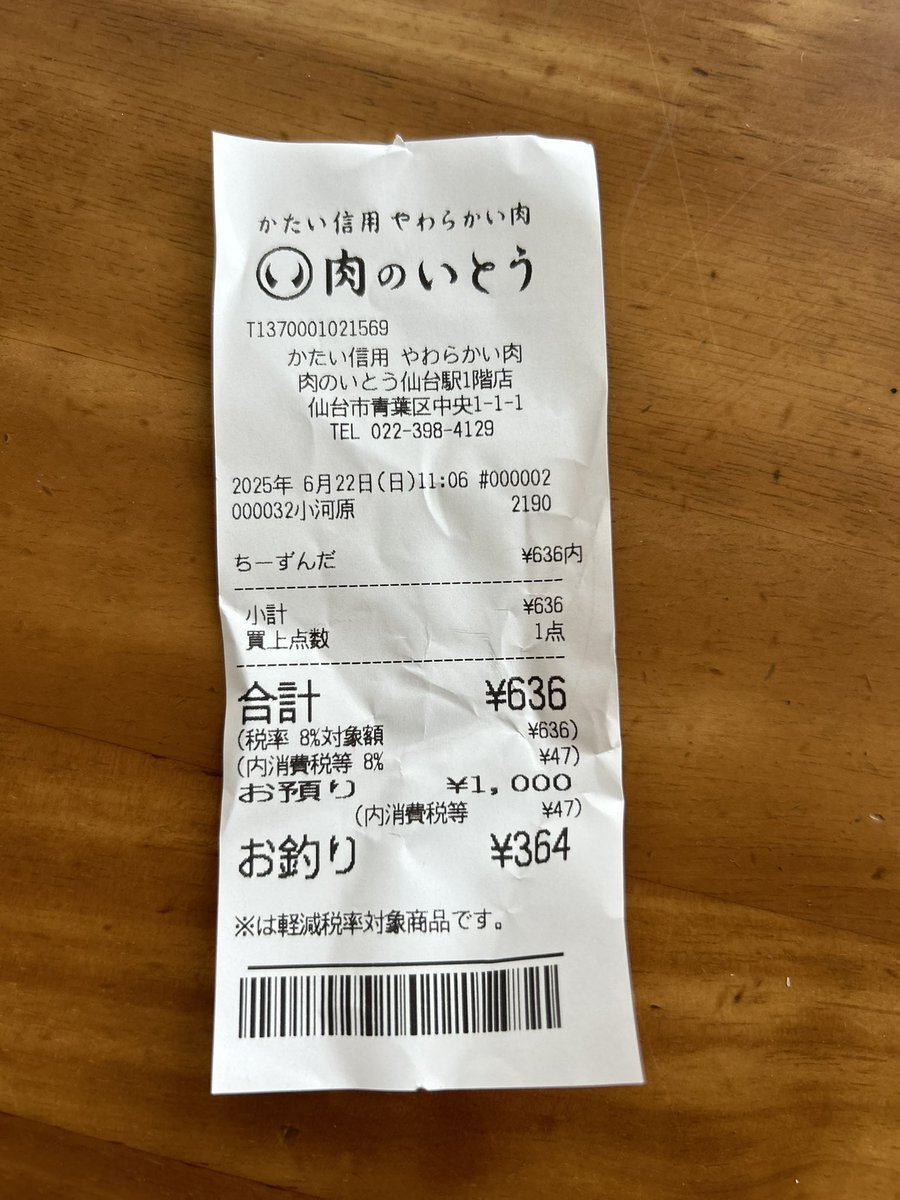 かたい信用 やわらかい肉
い 肉のいとう
T1370001021569
かたい信用 やわらかい肉
肉のいとう仙台駅1階店
仙台市青葉区中央1-1-1
TEL 022-398-4129
2025年 6月22日(日)11:06 #000002
000032小河原 2190
ちーずんだ ¥636内
小計 ¥636
買上点数 1点
合計 ¥636
(税率 8%対象額 ¥636)
(内消費税等 8% ¥47)
お預り ¥1,000
(内消費税等 ¥47)
お釣り ¥364
※は軽減税率対象商品です。